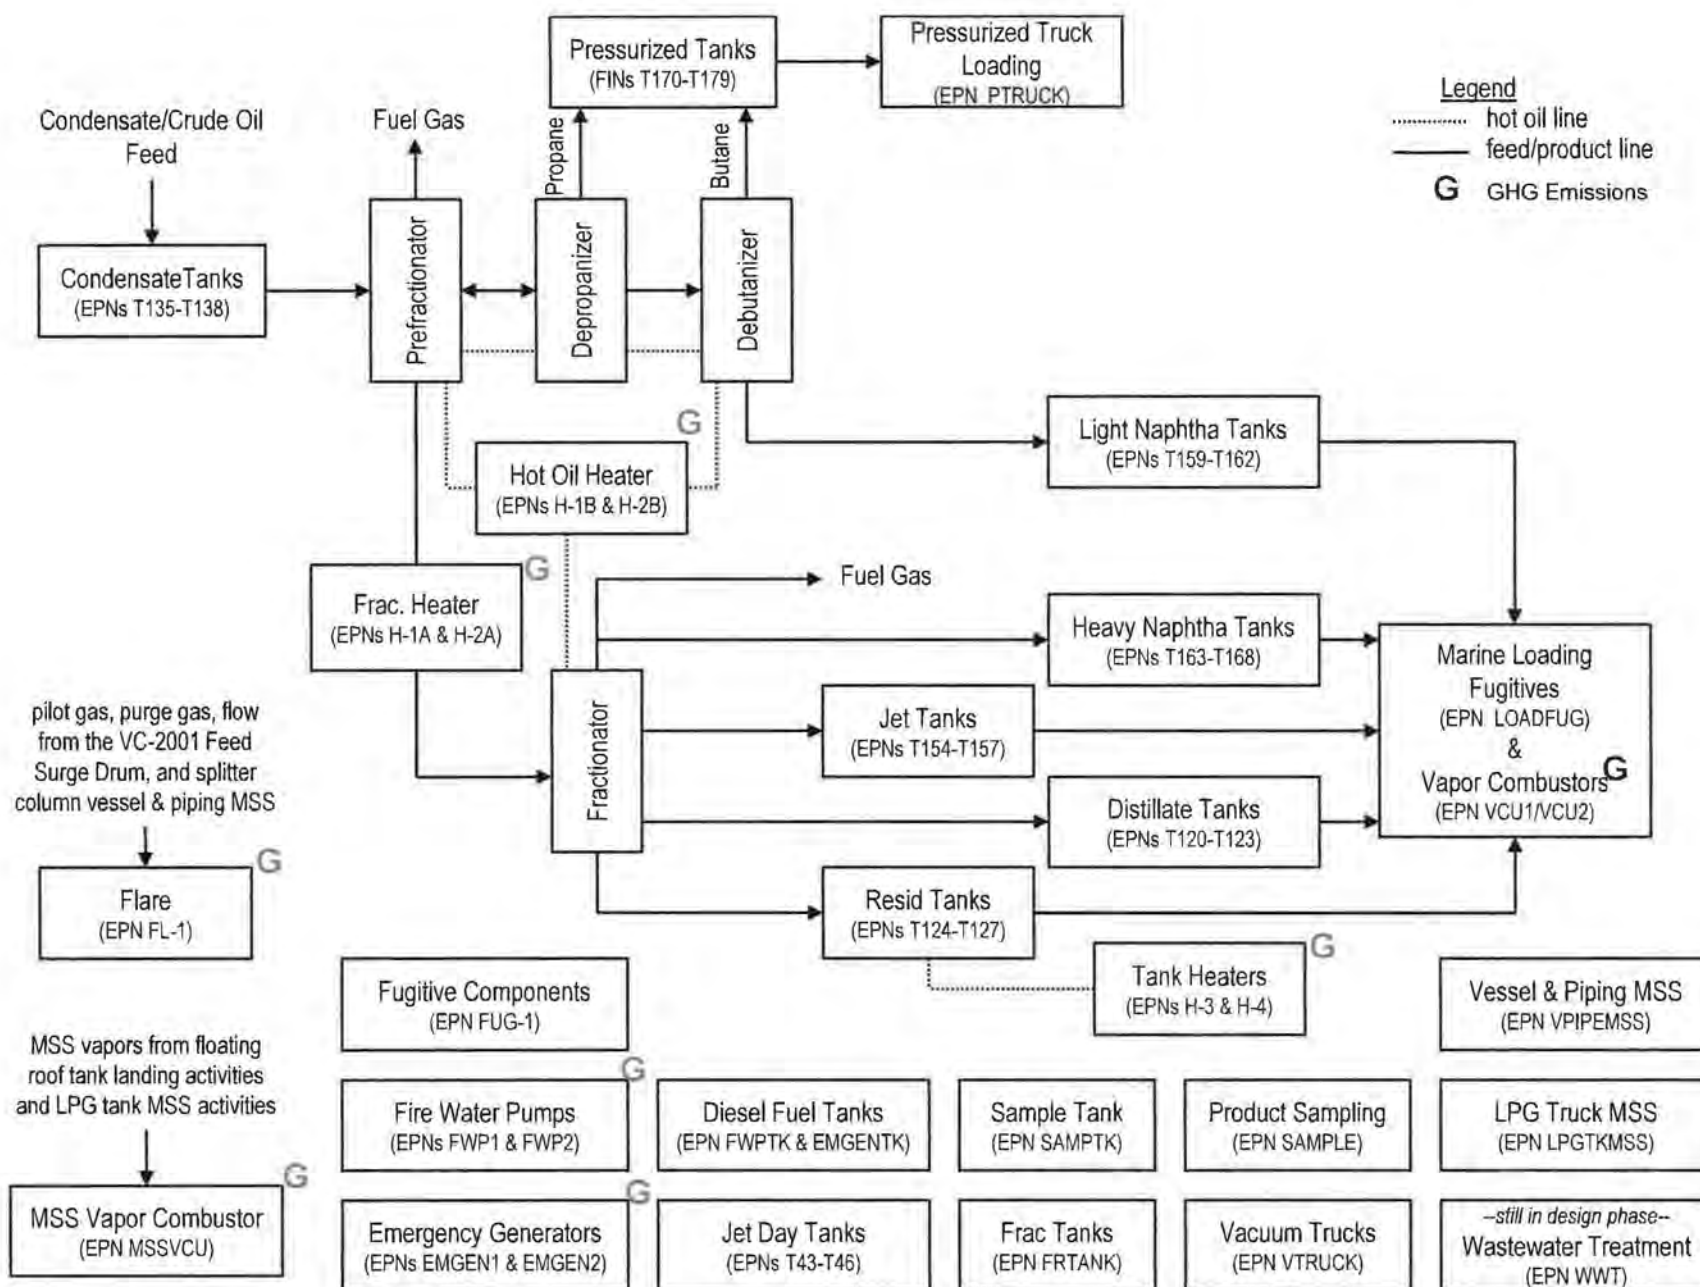 Pressurized Tanks
(FINs T170-T179)
Pressurized Truck
Loading
(EPN PTRUCK)
Legend
hot oil line
feed/product line
G GHG Emissions
Condensate/Crude Oil
Feed
Fuel Gas
Propane
Butane
CondensateTanks
(EPNs T135-T138)
Prefractionator
Depropanizer
Debutanizer
G
Hot Oil Heater
(EPNs H-1B & H-2B)
Light Naphtha Tanks
(EPNs T159-T162)
G
Frac. Heater
(EPNs H-1A & H-2A)
Fuel Gas
Heavy Naphtha Tanks
(EPNs T163-T168)
Fractionator
Jet Tanks
(EPNs T154-T157)
Distillate Tanks
(EPNs T120-T123)
Resid Tanks
(EPNs T124-T127)
Marine Loading
Fugitives
(EPN LOADFUG)
&
Vapor Combustors
G
(EPN VCU1/VCU2)
pilot gas, purge gas, flow
from the VC-2001 Feed
Surge Drum, and splitter
column vessel & piping MSS
G
Flare
(EPN FL-1)
G
Tank Heaters
(EPNs H-3 & H-4)
Fugitive Components
(EPN FUG-1)
Vessel & Piping MSS
(EPN VPIPEMSS)
MSS vapors from floating
roof tank landing activities
and LPG tank MSS activities
G
MSS Vapor Combustor
(EPN MSSVCU)
G
Fire Water Pumps
(EPNs FWP1 & FWP2)
Diesel Fuel Tanks
(EPN FWPTK & EMGENTK)
Sample Tank
(EPN SAMPTK)
Product Sampling
(EPN SAMPLE)
LPG Truck MSS
(EPN LPGTKMSS)
G
Emergency Generators
(EPNs EMGEN1 & EMGEN2)
Jet Day Tanks
(EPNs T43-T46)
Frac Tanks
(EPN FRTANK)
Vacuum Trucks
(EPN VTRUCK)
--still in design phase--
Wastewater Treatment
(EPN WWT)